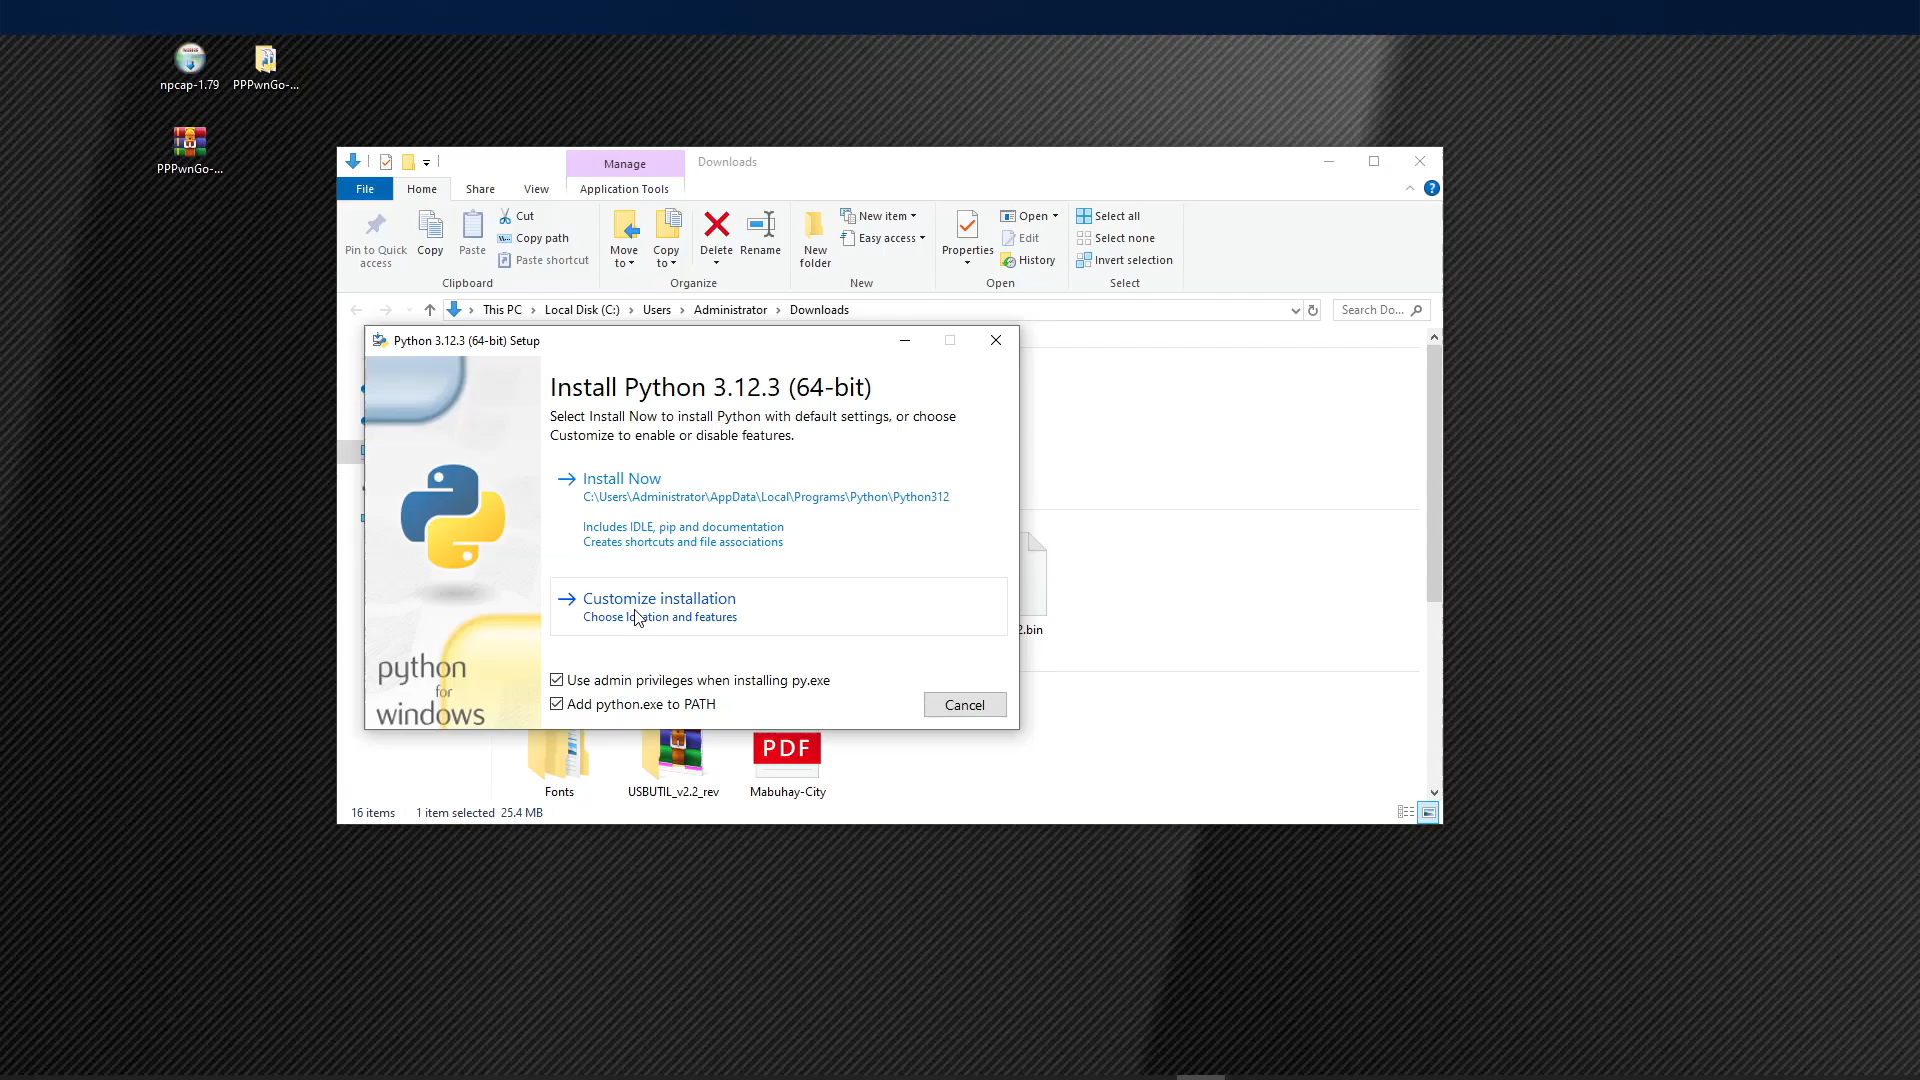 npcap-1.79
PPPwnGo-...
PPPwnGo-...
Manage
Downloads
File
Home
Share
View
Application Tools
Pin to Quick access
Copy
Paste
Cut
Copy path
Paste shortcut
Clipboard
Move to
Copy to
Delete
Rename
Organize
New folder
New item
Easy access
New
Properties
Open
Edit
History
Open
Select all
Select none
Invert selection
Select
This PC
Local Disk (C:)
Users
Administrator
Downloads
Search Do...
Python 3.12.3 (64-bit) Setup
Install Python 3.12.3 (64-bit)
Select Install Now to install Python with default settings, or choose
Customize to enable or disable features.
Install Now
C:\Users\Administrator\AppData\Local\Programs\Python\Python312
Includes IDLE, pip and documentation
Creates shortcuts and file associations
Customize installation
Choose location and features
Use admin privileges when installing py.exe
Add python.exe to PATH
Cancel
python
for
windows
2.bin
PDF
Fonts
USBUTIL_v2.2_rev
Mabuhay-City
16 items
1 item selected 25.4 MB